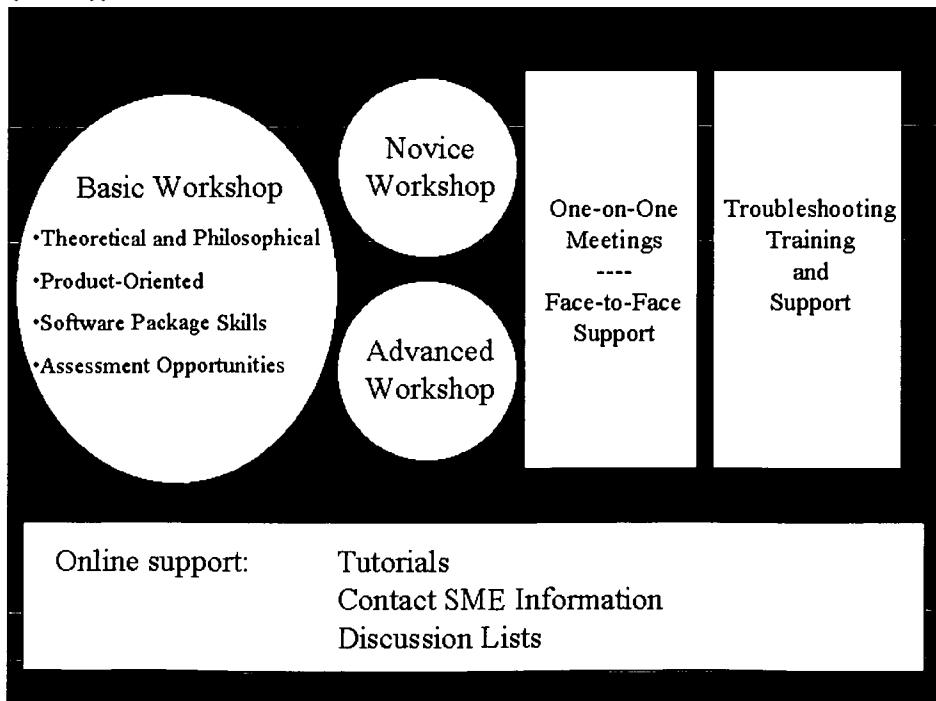 Basic Workshop
•Theoretical and Philosophical
•Product-Oriented
•Software Package Skills
•Assessment Opportunities
Novice
Workshop
Advanced
Workshop
One-on-One
Meetings
----
Face-to-Face
Support
Troubleshooting
Training
and
Support
Online support:
Tutorials
Contact SME Information
Discussion Lists